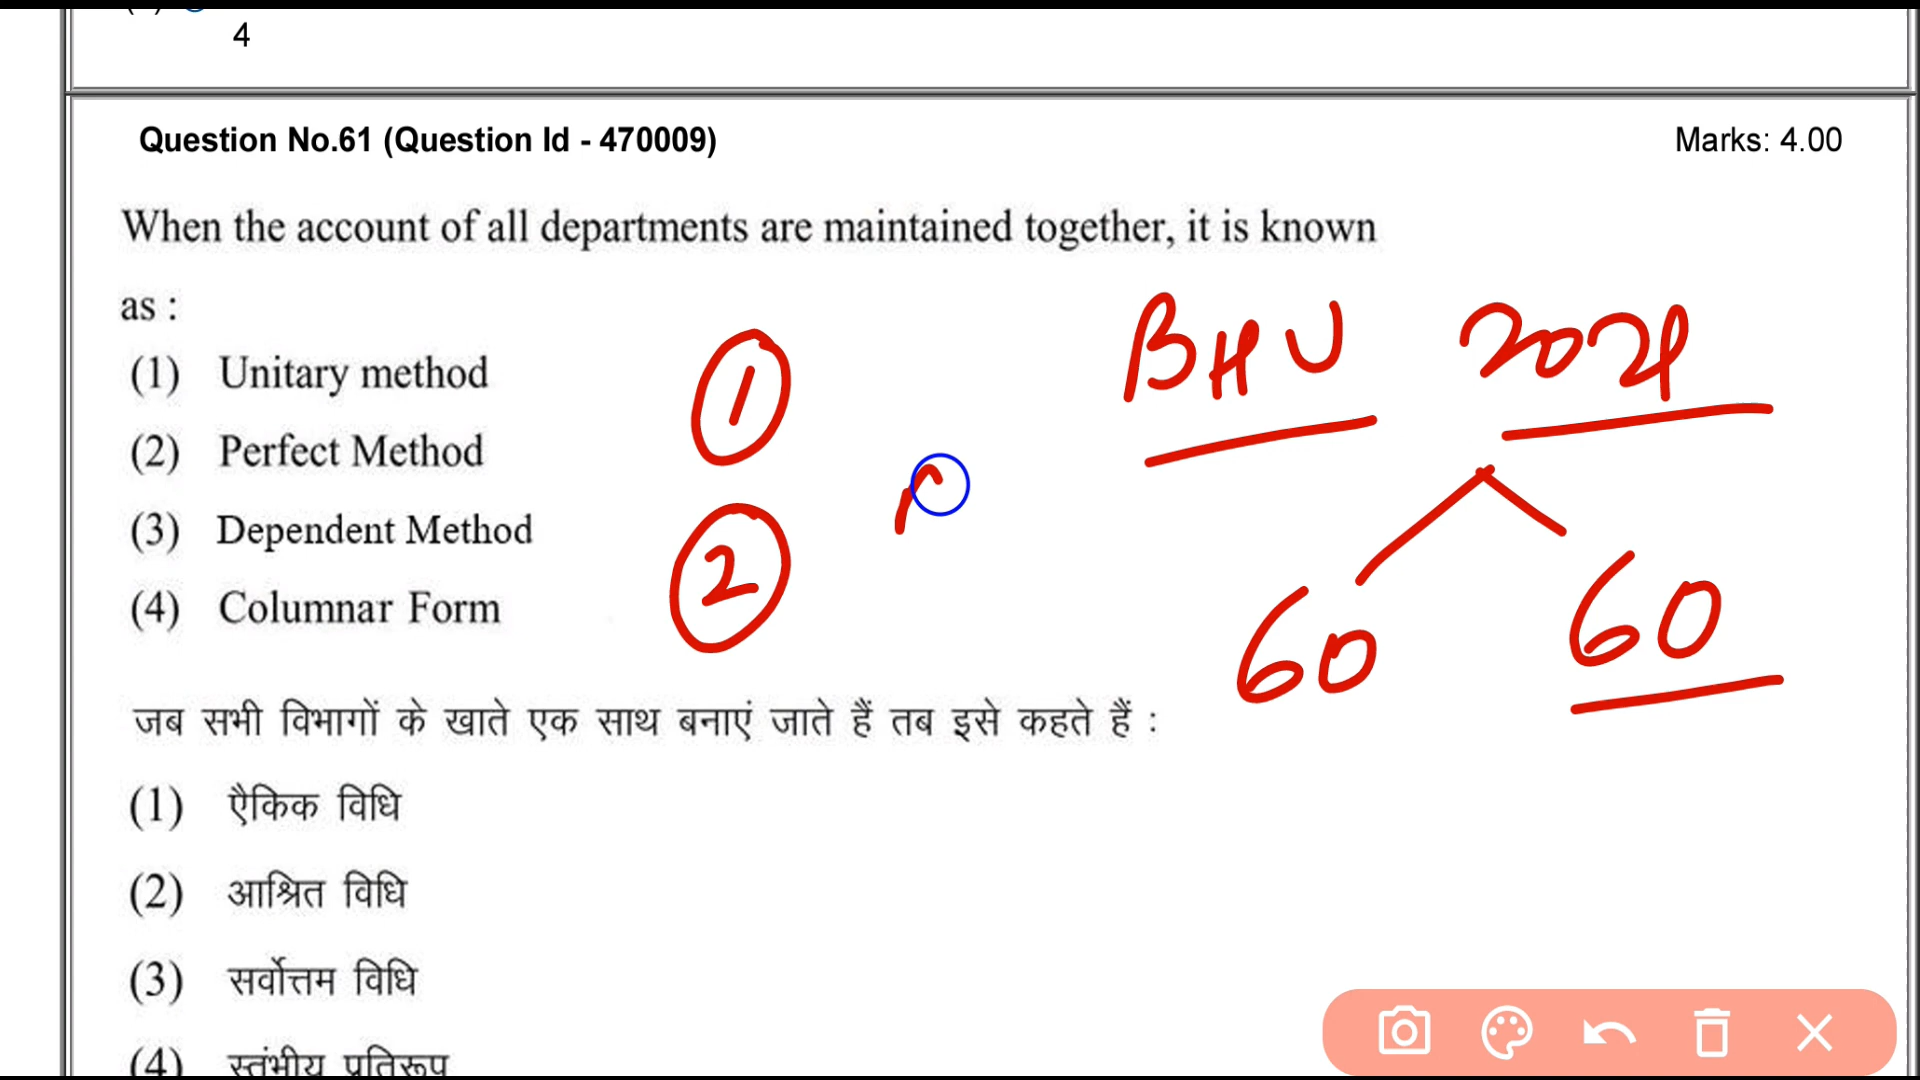 4
Question No.61 (Question Id - 470009) Marks: 4.00
When the account of all departments are maintained together, it is known
as :
(1) Unitary method
(2) Perfect Method
(3) Dependent Method
(4) Columnar Form
1
2
BHU 2021
60 60
जब सभी विभागों के खाते एक साथ बनाएं जाते हैं तब इसे कहते हैं :
(1) ऐकिक विधि
(2) आश्रित विधि
(3) सर्वोत्तम विधि
(4) स्तंभीय प्रतिरूप